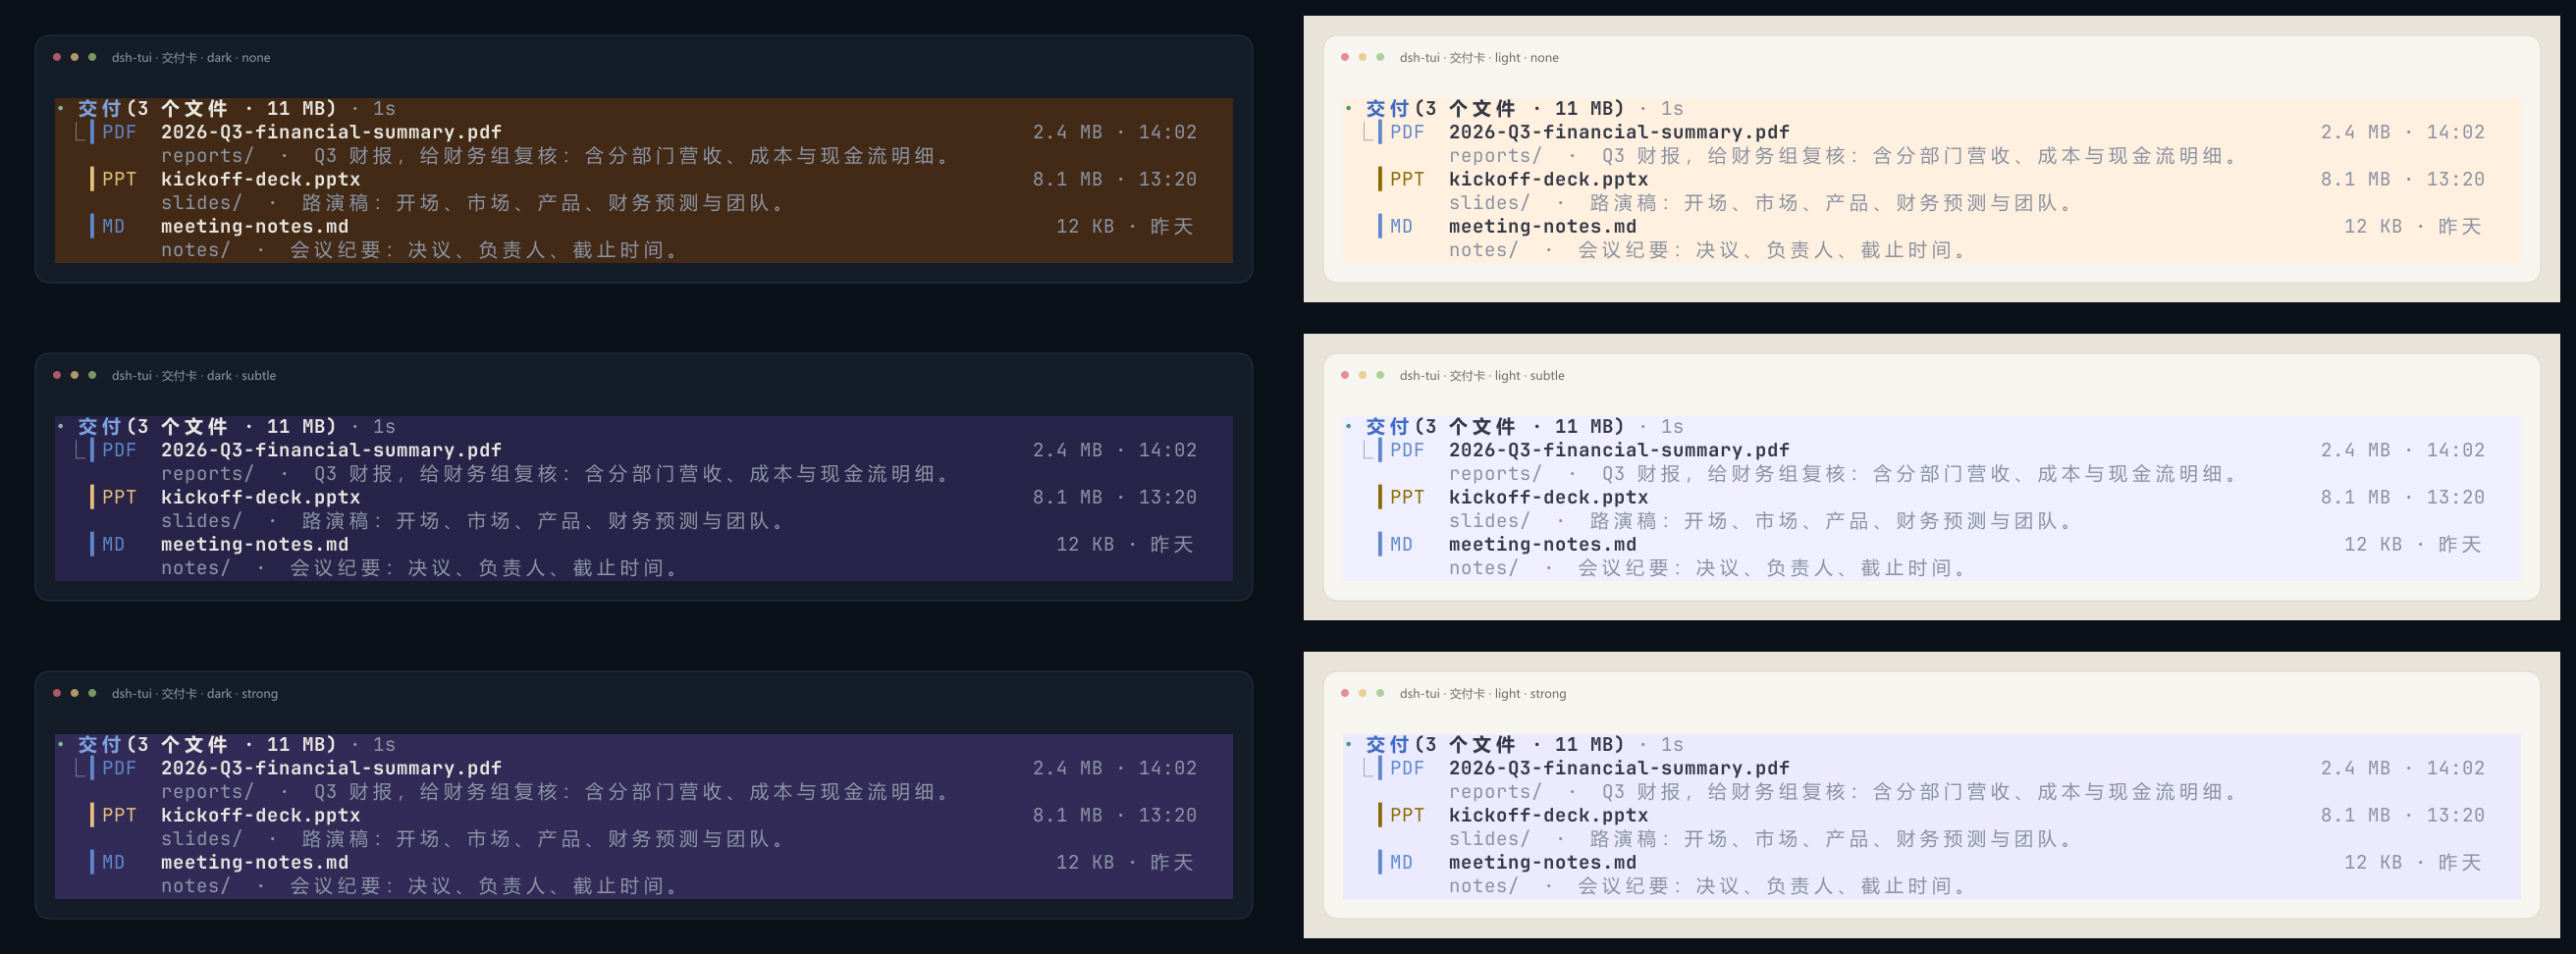 dsh-tui · 交付卡 · dark · none
• 交付(3 个文件 · 11 MB) · 1s
PDF 2026-Q3-financial-summary.pdf 2.4 MB · 14:02
reports/ · Q3 财报, 给财务组复核: 含分部门营收、成本与现金流明细。
PPT kickoff-deck.pptx 8.1 MB · 13:20
slides/ · 路演稿: 开场、市场、产品、财务预测与团队。
MD meeting-notes.md 12 KB · 昨天
notes/ · 会议纪要: 决议、负责人、截止时间。
dsh-tui · 交付卡 · light · none
• 交付(3 个文件 · 11 MB) · 1s
PDF 2026-Q3-financial-summary.pdf 2.4 MB · 14:02
reports/ · Q3 财报, 给财务组复核: 含分部门营收、成本与现金流明细。
PPT kickoff-deck.pptx 8.1 MB · 13:20
slides/ · 路演稿: 开场、市场、产品、财务预测与团队。
MD meeting-notes.md 12 KB · 昨天
notes/ · 会议纪要: 决议、负责人、截止时间。
dsh-tui · 交付卡 · dark · subtle
• 交付(3 个文件 · 11 MB) · 1s
PDF 2026-Q3-financial-summary.pdf 2.4 MB · 14:02
reports/ · Q3 财报, 给财务组复核: 含分部门营收、成本与现金流明细。
PPT kickoff-deck.pptx 8.1 MB · 13:20
slides/ · 路演稿: 开场、市场、产品、财务预测与团队。
MD meeting-notes.md 12 KB · 昨天
notes/ · 会议纪要: 决议、负责人、截止时间。
dsh-tui · 交付卡 · light · subtle
• 交付(3 个文件 · 11 MB) · 1s
PDF 2026-Q3-financial-summary.pdf 2.4 MB · 14:02
reports/ · Q3 财报, 给财务组复核: 含分部门营收、成本与现金流明细。
PPT kickoff-deck.pptx 8.1 MB · 13:20
slides/ · 路演稿: 开场、市场、产品、财务预测与团队。
MD meeting-notes.md 12 KB · 昨天
notes/ · 会议纪要: 决议、负责人、截止时间。
dsh-tui · 交付卡 · dark · strong
• 交付(3 个文件 · 11 MB) · 1s
PDF 2026-Q3-financial-summary.pdf 2.4 MB · 14:02
reports/ · Q3 财报, 给财务组复核: 含分部门营收、成本与现金流明细。
PPT kickoff-deck.pptx 8.1 MB · 13:20
slides/ · 路演稿: 开场、市场、产品、财务预测与团队。
MD meeting-notes.md 12 KB · 昨天
notes/ · 会议纪要: 决议、负责人、截止时间。
dsh-tui · 交付卡 · light · strong
• 交付(3 个文件 · 11 MB) · 1s
PDF 2026-Q3-financial-summary.pdf 2.4 MB · 14:02
reports/ · Q3 财报, 给财务组复核: 含分部门营收、成本与现金流明细。
PPT kickoff-deck.pptx 8.1 MB · 13:20
slides/ · 路演稿: 开场、市场、产品、财务预测与团队。
MD meeting-notes.md 12 KB · 昨天
notes/ · 会议纪要: 决议、负责人、截止时间。